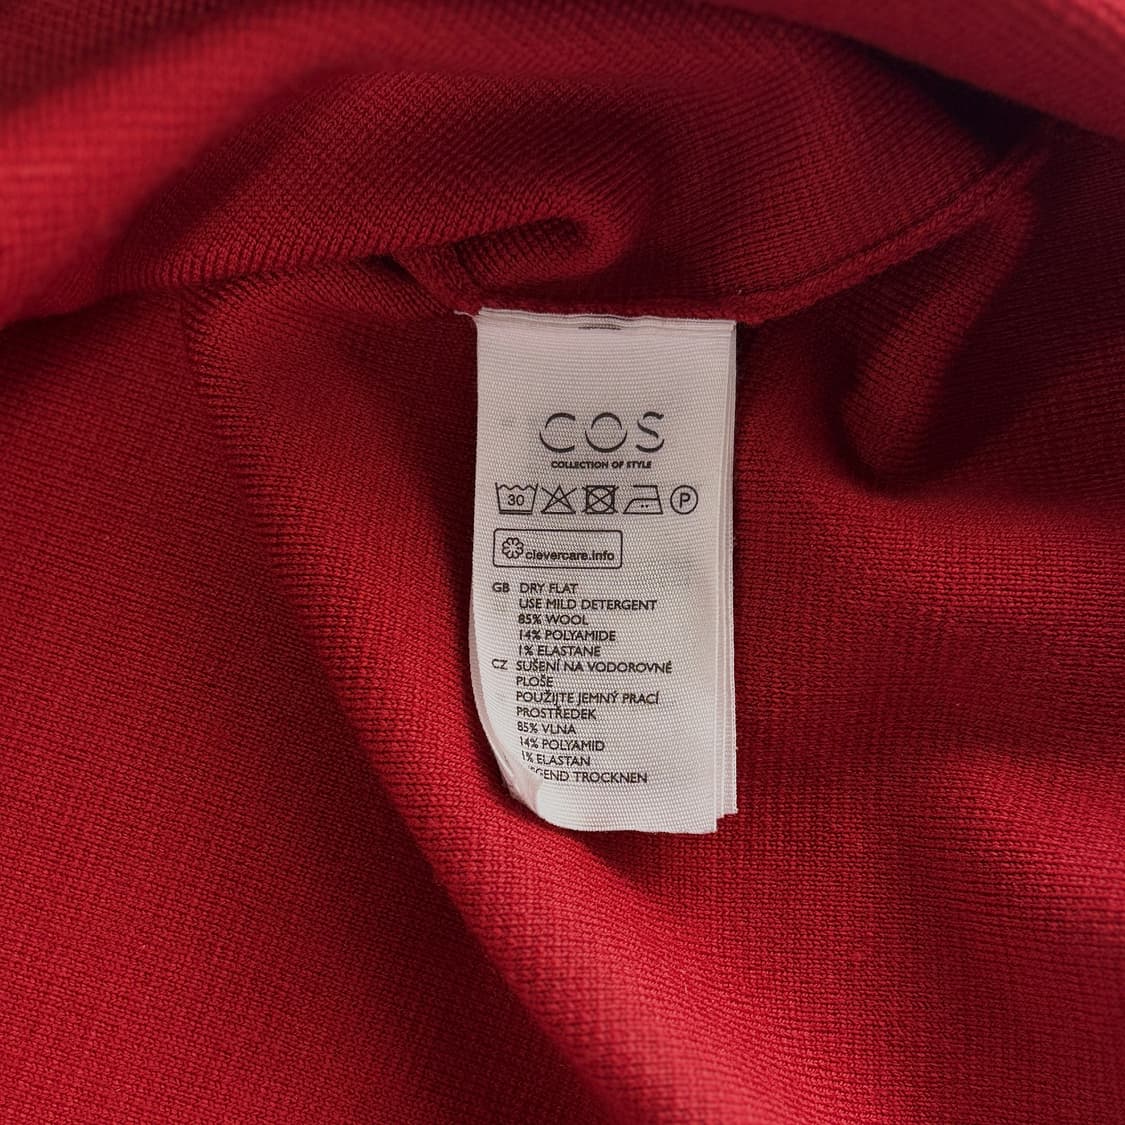 COS
COLLECTION OF STYLE
30 P
clevercare.info
GB DRY FLAT
USE MILD DETERGENT
85% WOOL
14% POLYAMIDE
1% ELASTANE
CZ SUŠENÍ NA VODOROVNÉ
PLOŠE
POUŽIJTE JEMNÝ PRACÍ
PROSTŘEDEK
85% VLNA
14% POLYAMID
1% ELASTAN
TROCKNEN